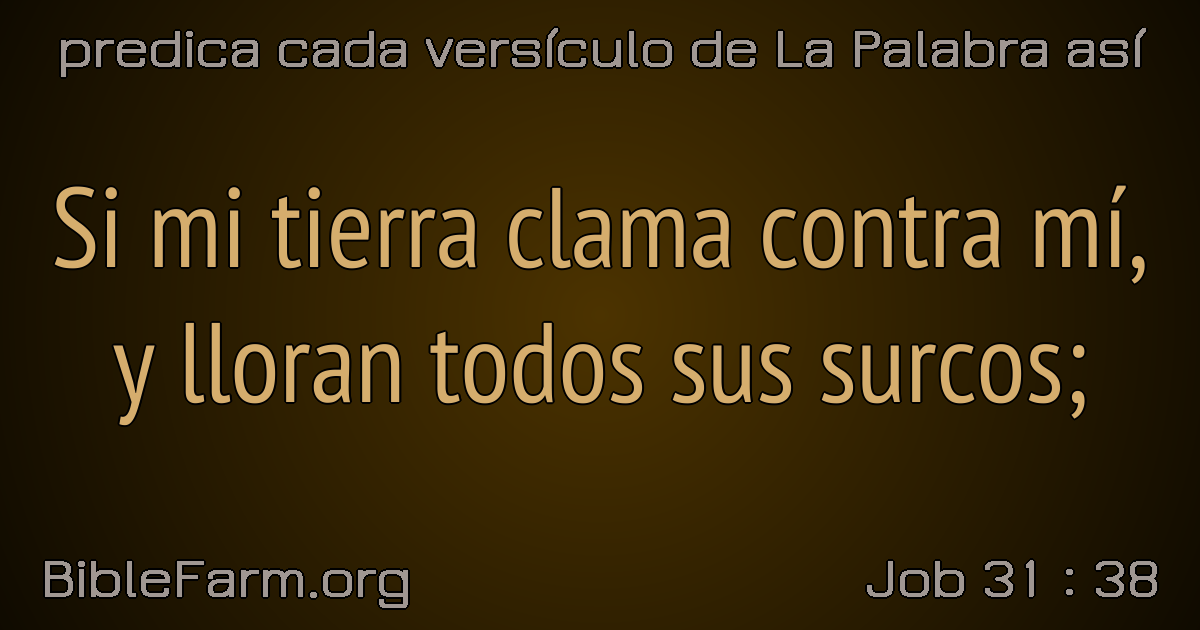 predica cada versículo de La Palabra así
Si mi tierra clama contra mí,
y lloran todos sus surcos;
BibleFarm.org
Job 31 : 38